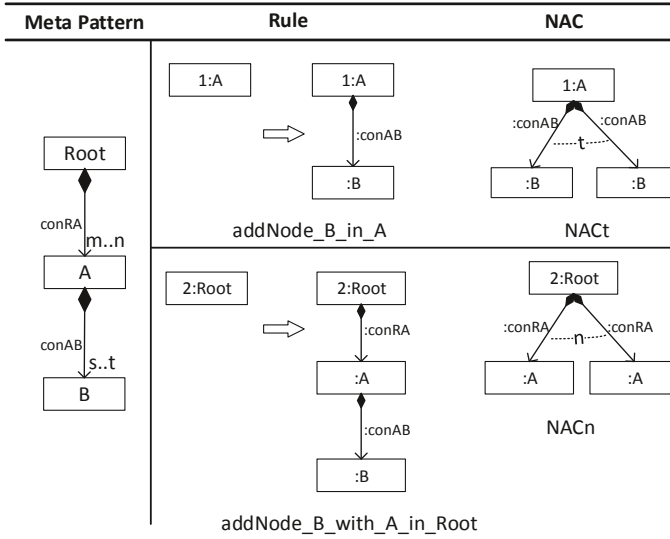 Meta Pattern
Rule
NAC
Root
conRA
m..n
A
conAB
s..t
B
1:A
1:A
:conAB
:B
addNode_B_in_A
1:A
:conAB
:conAB
t
:B
:B
NACt
2:Root
2:Root
:conRA
:A
:conAB
:B
addNode_B_with_A_in_Root
2:Root
:conRA
:conRA
n
:A
:A
NACn